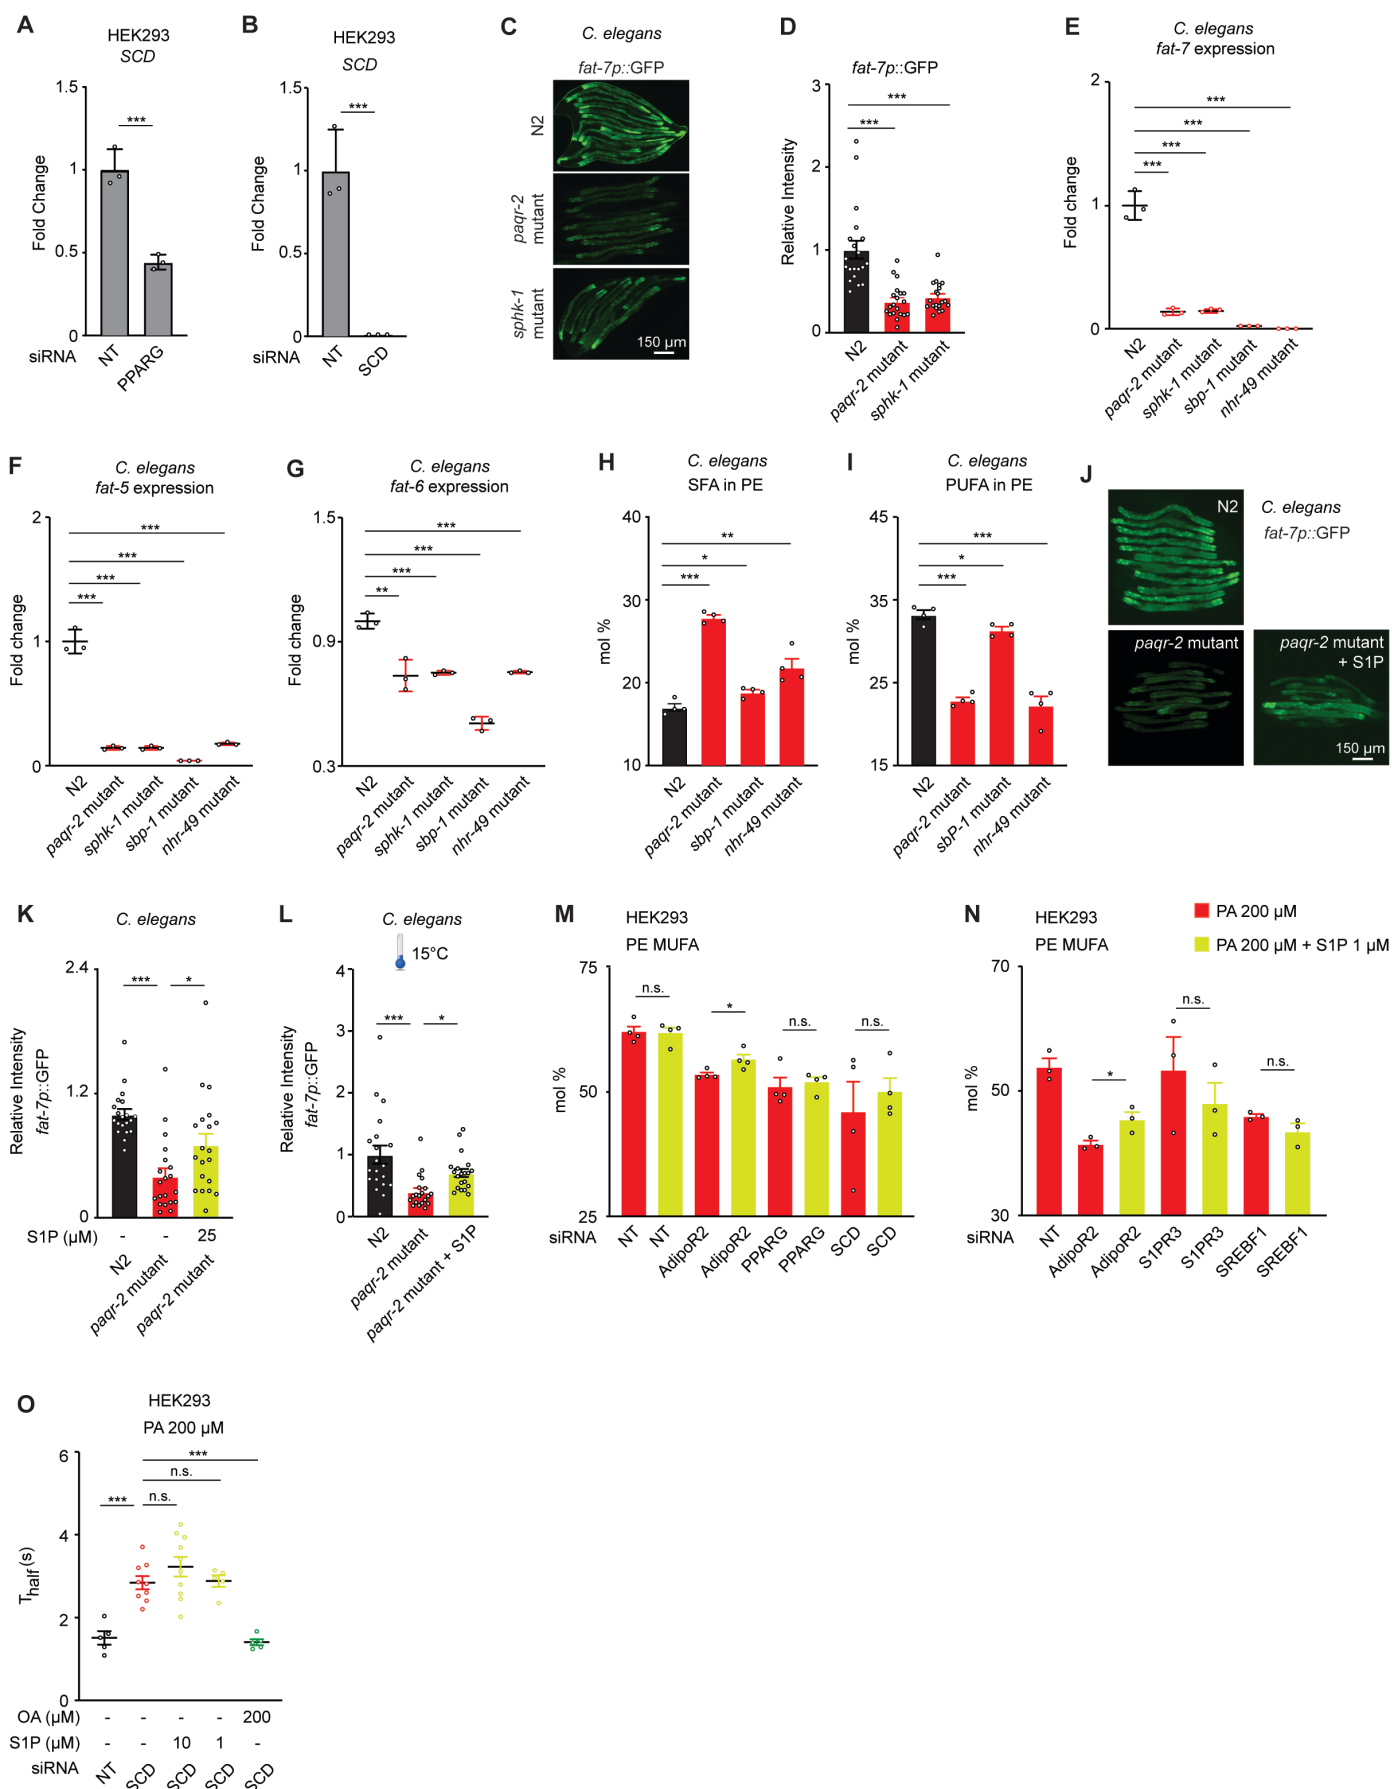 A
HEK293
SCD
Fold Change
1.5
1
0.5
0
***
siRNA
NT
PPARG
B
HEK293
SCD
Fold Change
1.5
1
0.5
0
***
siRNA
NT
SCD
C
C. elegans
fat-7p::GFP
N2
paqr-2
mutant
sphk-1
mutant
150 µm
D
fat-7p::GFP
Relative Intensity
3
2
1
0
***
***
N2
paqr-2 mutant
sphk-1 mutant
E
C. elegans
fat-7 expression
Fold change
2
1
0
***
***
***
***
N2
paqr-2 mutant
sphk-1 mutant
sbp-1 mutant
nhr-49 mutant
F
C. elegans
fat-5 expression
Fold change
2
1
0
***
***
***
***
N2
paqr-2 mutant
sphk-1 mutant
sbp-1 mutant
nhr-49 mutant
G
C. elegans
fat-6 expression
Fold change
1.5
0.9
0.3
***
***
***
**
N2
paqr-2 mutant
sphk-1 mutant
sbp-1 mutant
nhr-49 mutant
H
C. elegans
SFA in PE
mol %
40
30
20
10
**
*
***
N2
paqr-2 mutant
sbp-1 mutant
nhr-49 mutant
I
C. elegans
PUFA in PE
mol %
45
35
25
15
***
*
***
N2
paqr-2 mutant
sbP-1 mutant
nhr-49 mutant
J
N2
C. elegans
fat-7p::GFP
paqr-2 mutant
paqr-2 mutant
+ S1P
150 µm
K
C. elegans
Relative Intensity
fat-7p::GFP
2.4
1.2
0
***
*
S1P (µM)
-
-
25
N2
paqr-2 mutant
paqr-2 mutant
L
C. elegans
15°C
Relative Intensity
fat-7p::GFP
4
3
2
1
0
***
*
N2
paqr-2 mutant
paqr-2 mutant + S1P
M
HEK293
PE MUFA
mol %
75
50
25
n.s.
*
n.s.
n.s.
siRNA
NT
NT
AdipoR2
AdipoR2
PPARG
PPARG
SCD
SCD
N
HEK293
PE MUFA
PA 200 µM
PA 200 µM + S1P 1 µM
mol %
70
50
30
*
n.s.
n.s.
siRNA
NT
AdipoR2
AdipoR2
S1PR3
S1PR3
SREBF1
SREBF1
O
HEK293
PA 200 µM
Thalf(s)
6
4
2
0
***
n.s.
n.s.
***
OA (µM)
-
-
-
-
200
S1P (µM)
-
-
10
1
-
siRNA
NT
SCD
SCD
SCD
SCD